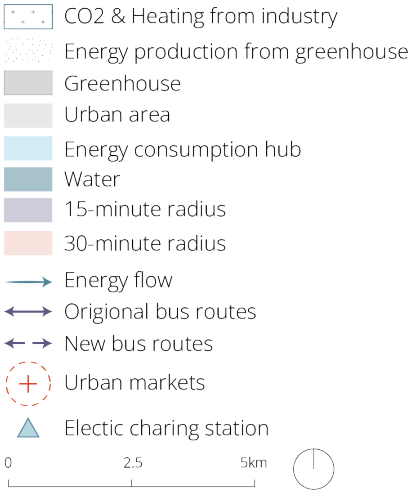 CO2 & Heating from industry
Energy production from greenhouse
Greenhouse
Urban area
Energy consumption hub
Water
15-minute radius
30-minute radius
Energy flow
Origional bus routes
New bus routes
Urban markets
Electic charing station
0 2.5 5km